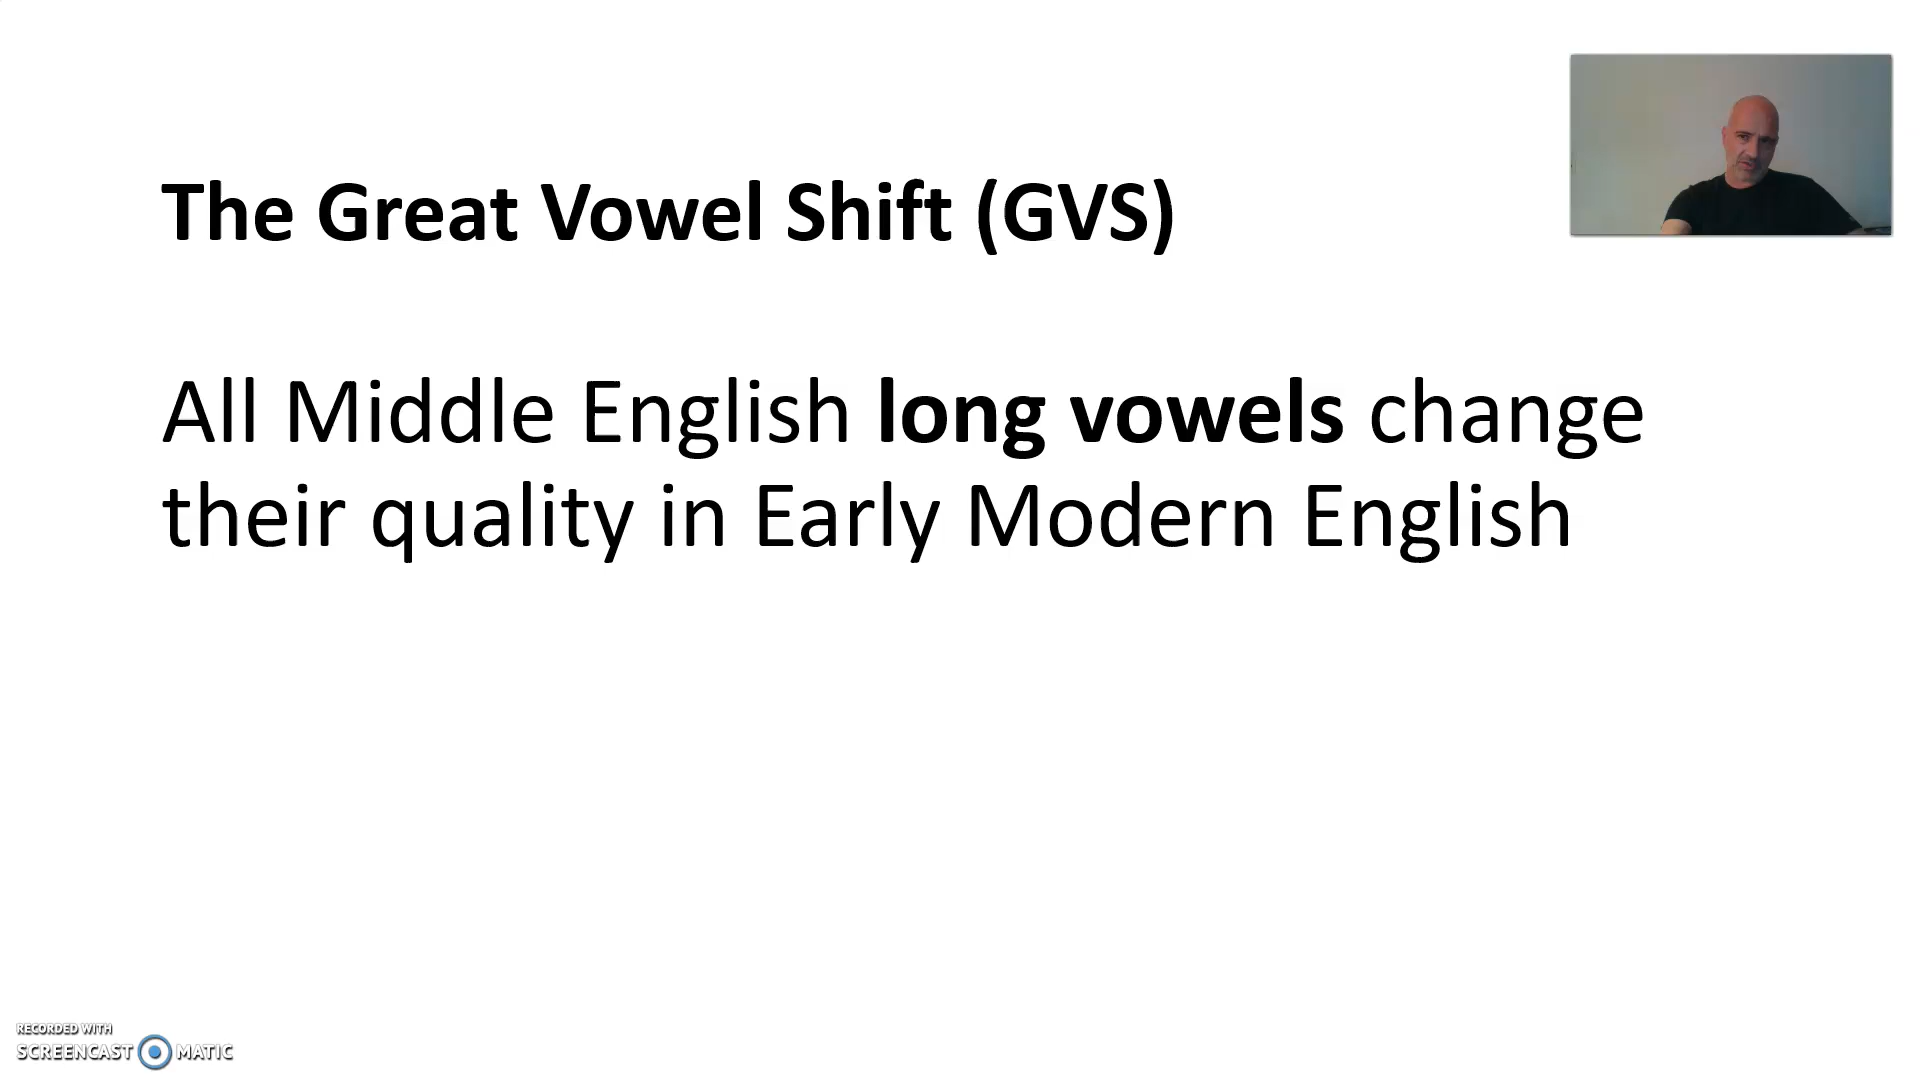 The Great Vowel Shift (GVS)
All Middle English long vowels change
their quality in Early Modern English
RECORDED WITH
SCREENCAST MATIC